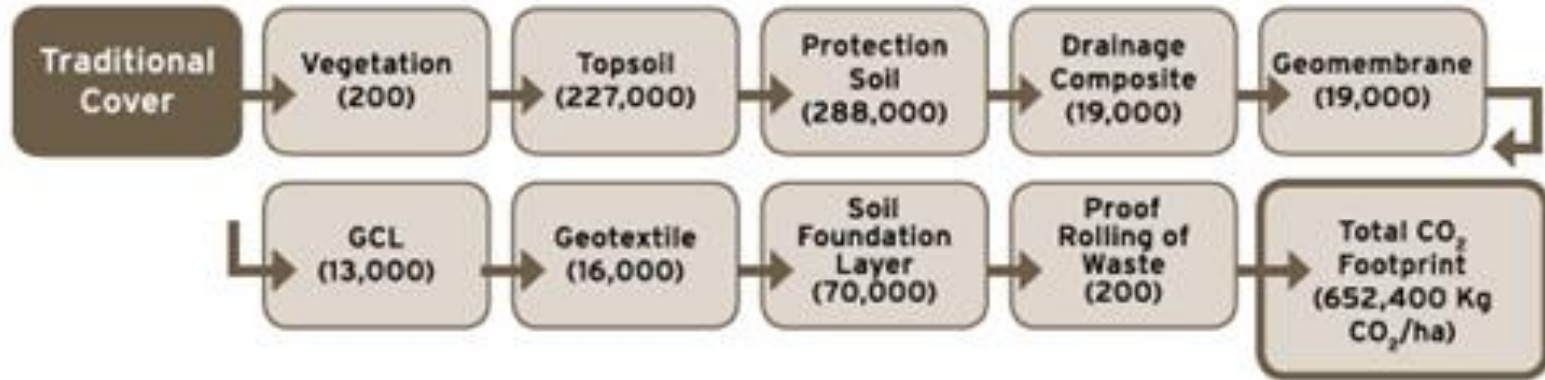 Traditional
Cover
Vegetation
(200)
Topsoil
(227,000)
Protection
Soil
(288,000)
Drainage
Composite
(19,000)
Geomembrane
(19,000)
GCL
(13,000)
Geotextile
(16,000)
Soil
Foundation
Layer
(70,000)
Proof
Rolling of
Waste
(200)
Total CO₂
Footprint
(652,400 Kg
CO₂/ha)